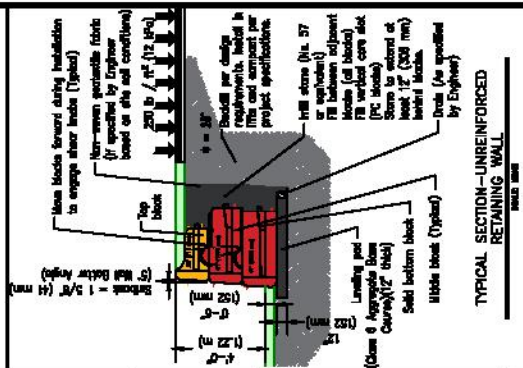 Move blocks forward during installation
to engage shear knobs (Typical)
Non-woven geotextile fabric
(if specified by Engineer
based on site soil conditions)
250 lb / ft² (12 kPa)
Top
block
Setback = 1 5/8" (41 mm)
(5° Wall Batter Angle)
Backfill per design
requirements. Install in
lifts and compact per
project specifications.
Infill stone (No. 57
or equivalent)
Fill between adjacent
blocks (all blocks)
Fill vertical core slot
(PC blocks)
Stone to extend at
least 12" (305 mm)
behind blocks.
Drain (As specified
by Engineer)
4'-0"
(1.22 m)
(152 mm)
12"
(152 mm)
Leveling pad
(Class 6 Aggregate Base
Course)(12" thick)
Solid bottom block
Middle block (Typical)
TYPICAL SECTION-UNREINFORCED
RETAINING WALL